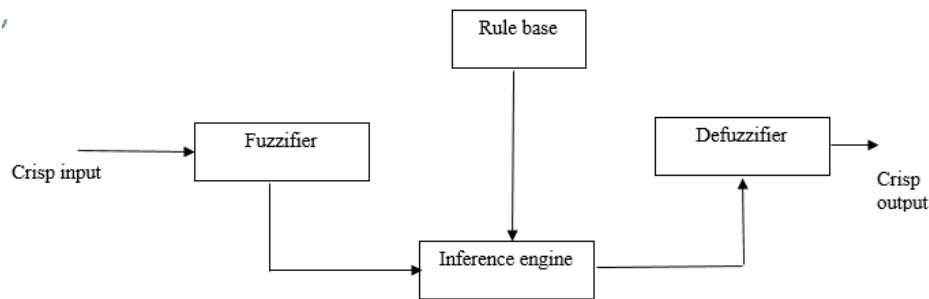 Rule base
Fuzzifier
Defuzzifier
Crisp input
Crisp
output
Inference engine